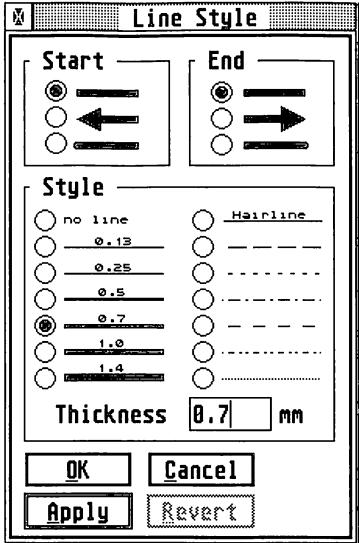 Line Style
Start
End
Style
no line
Hairline
0.13
0.25
0.5
0.7
1.0
1.4
Thickness 0.7 mm
OK Cancel
Apply Revert